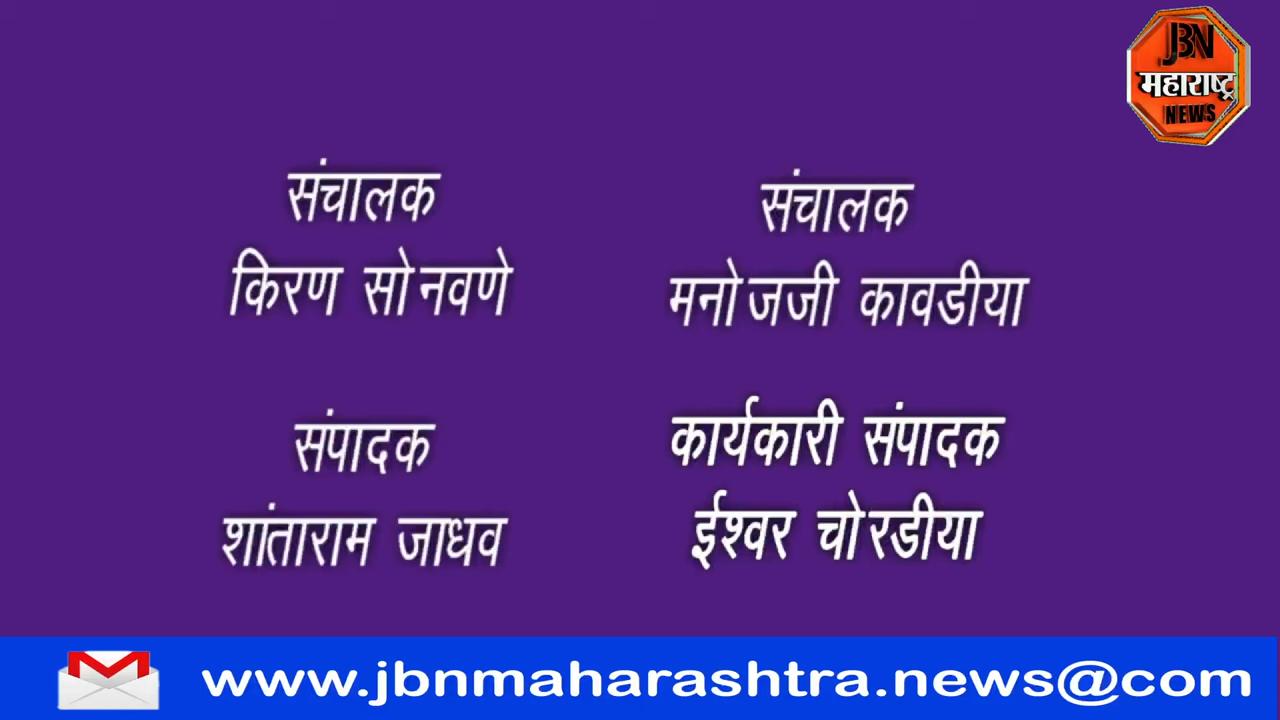 JBN
महाराष्ट्र
NEWS
संचालक
किरण सोनवणे
संचालक
मनोजजी कावडीया
संपादक
शांताराम जाधव
कार्यकारी संपादक
ईश्वर चोरडीया
www.jbnmaharashtra.news@com